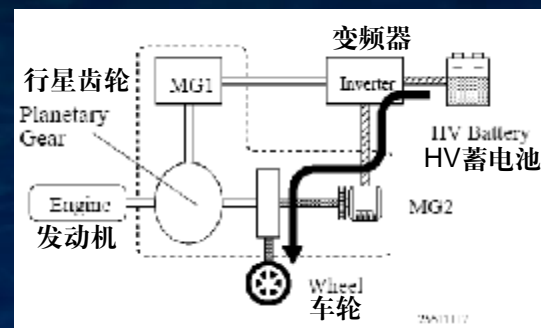 变频器
行星齿轮
MG1
Inverter
Planetary
Gear
HV Battery
HV蓄电池
Engine
MG2
发动机
Wheel
车轮